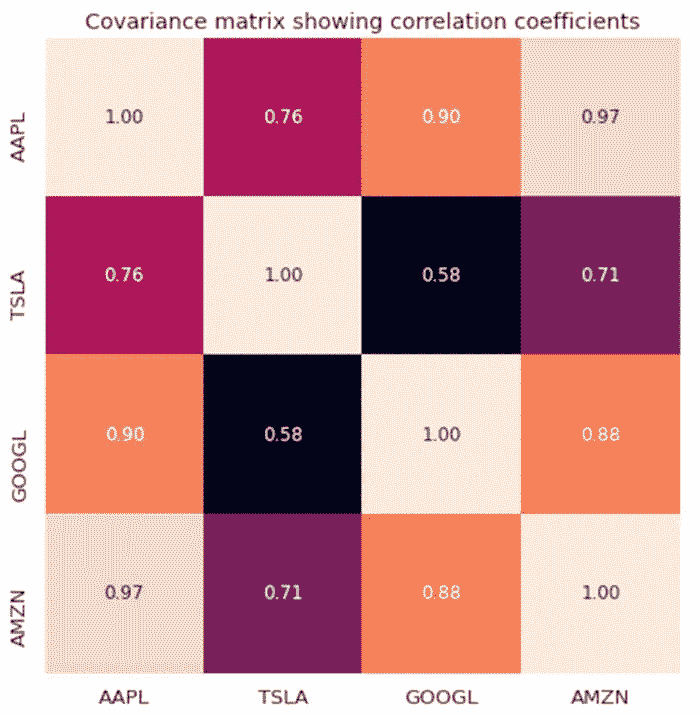 Covariance matrix showing correlation coefficients
AAPL 1.00 0.76 0.90 0.97
TSLA 0.76 1.00 0.58 0.71
GOOGL 0.90 0.58 1.00 0.88
AMZN 0.97 0.71 0.88 1.00
AAPL TSLA GOOGL AMZN